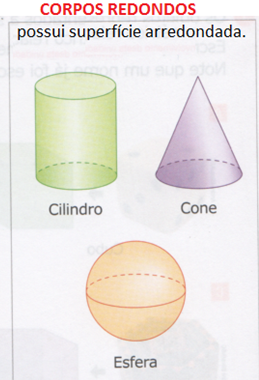 CORPOS REDONDOS
possui superfície arredondada.
Cilindro
Cone
Esfera